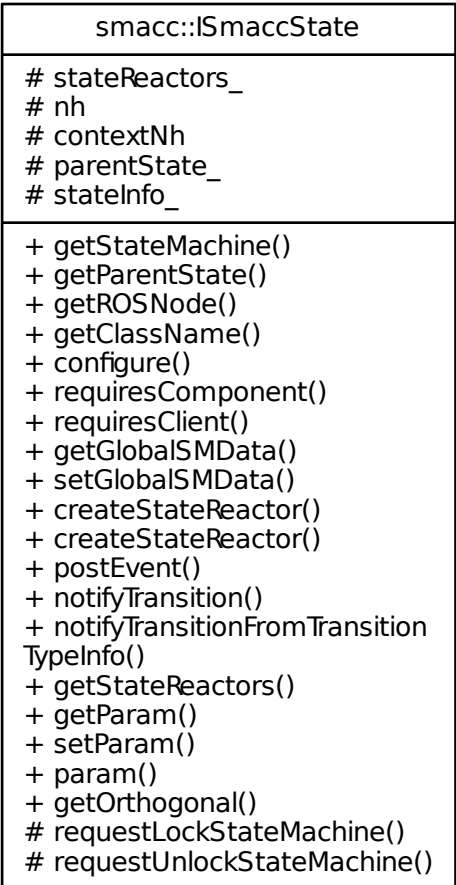 smacc::ISmaccState
# stateReactors_
# nh
# contextNh
# parentState_
# stateInfo_
+ getStateMachine()
+ getParentState()
+ getROSNode()
+ getClassName()
+ configure()
+ requiresComponent()
+ requiresClient()
+ getGlobalSMData()
+ setGlobalSMData()
+ createStateReactor()
+ createStateReactor()
+ postEvent()
+ notifyTransition()
+ notifyTransitionFromTransition
TypeInfo()
+ getStateReactors()
+ getParam()
+ setParam()
+ param()
+ getOrthogonal()
# requestLockStateMachine()
# requestUnlockStateMachine()